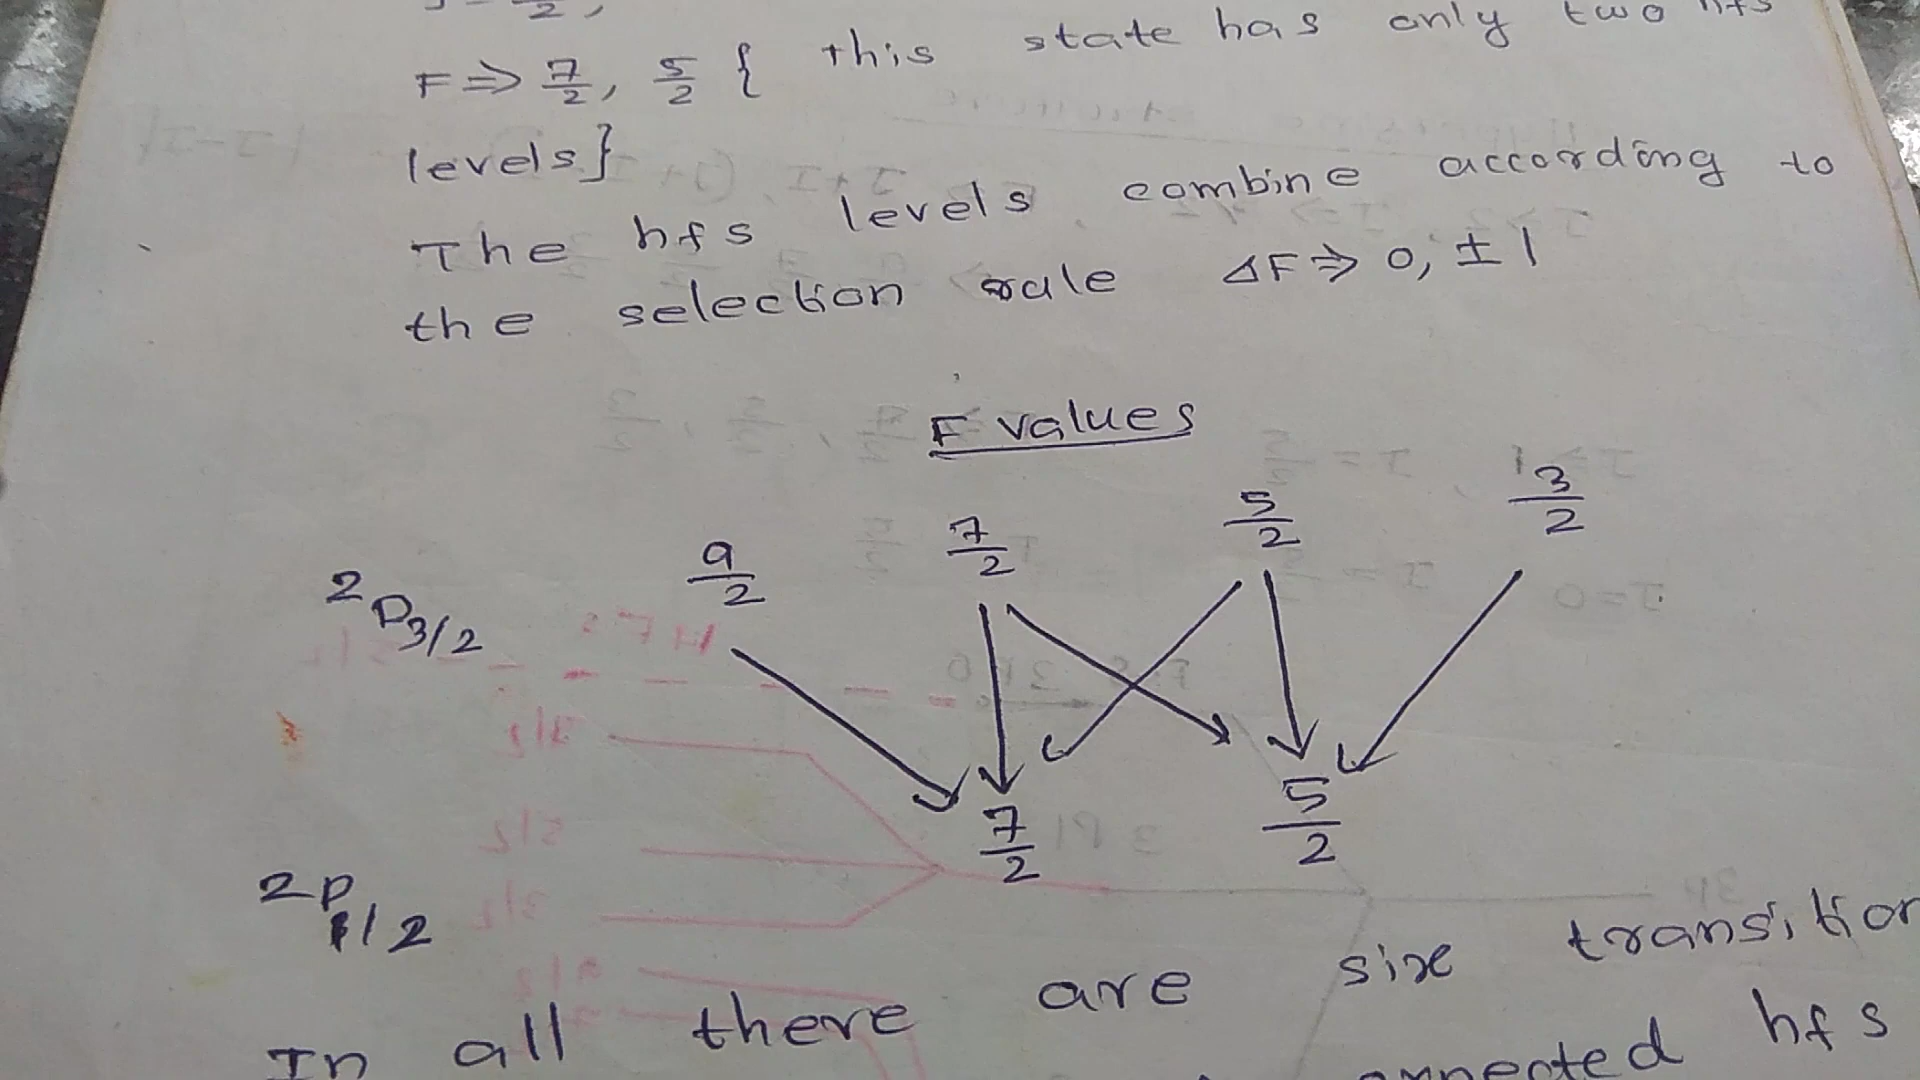 F ⇒ 7/2, 5/2 { this state has only two hfs
levels}
The hfs levels combine according to
the selection rule ΔF ⇒ 0, ± 1
F values
²P3/2 9/2 7/2 5/2 3/2
7/2 5/2
2P1/2
In all there are six transition
hfs